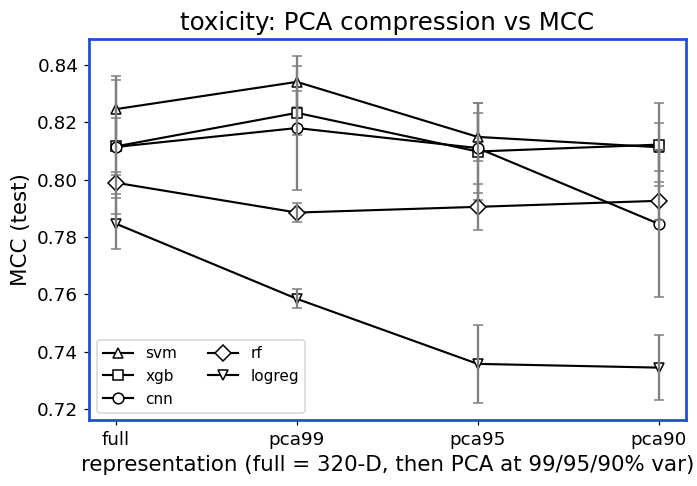 toxicity: PCA compression vs MCC
MCC (test)
0.84
0.82
0.80
0.78
0.76
0.74
0.72
svm
xgb
cnn
rf
logreg
full
pca99
pca95
pca90
representation (full = 320-D, then PCA at 99/95/90% var)